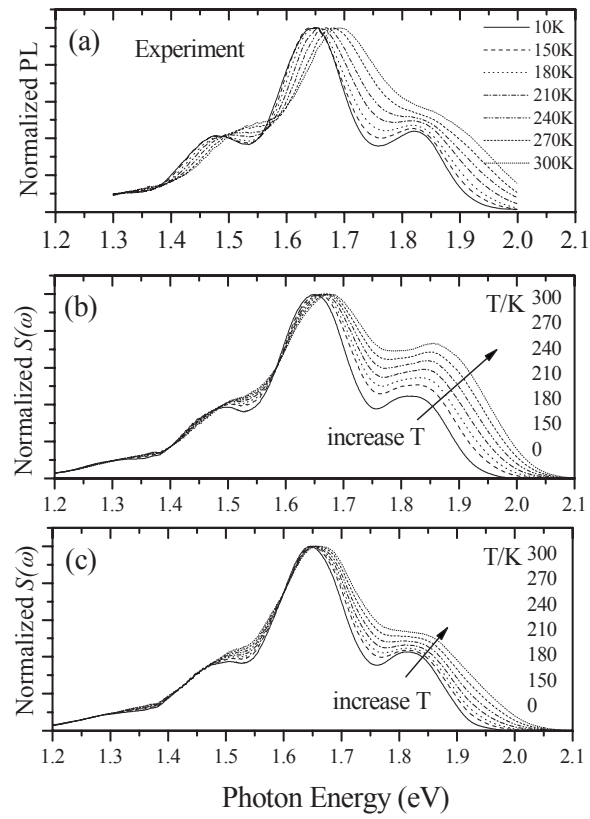 (a)
Experiment
10K
150K
180K
210K
240K
270K
300K
Normalized PL
1.2 1.3 1.4 1.5 1.6 1.7 1.8 1.9 2.0 2.1
(b)
T/K
300
270
240
210
180
150
0
increase T
Normalized S(ω)
1.2 1.3 1.4 1.5 1.6 1.7 1.8 1.9 2.0 2.1
(c)
T/K
300
270
240
210
180
150
0
increase T
Normalized S(ω)
1.2 1.3 1.4 1.5 1.6 1.7 1.8 1.9 2.0 2.1
Photon Energy (eV)